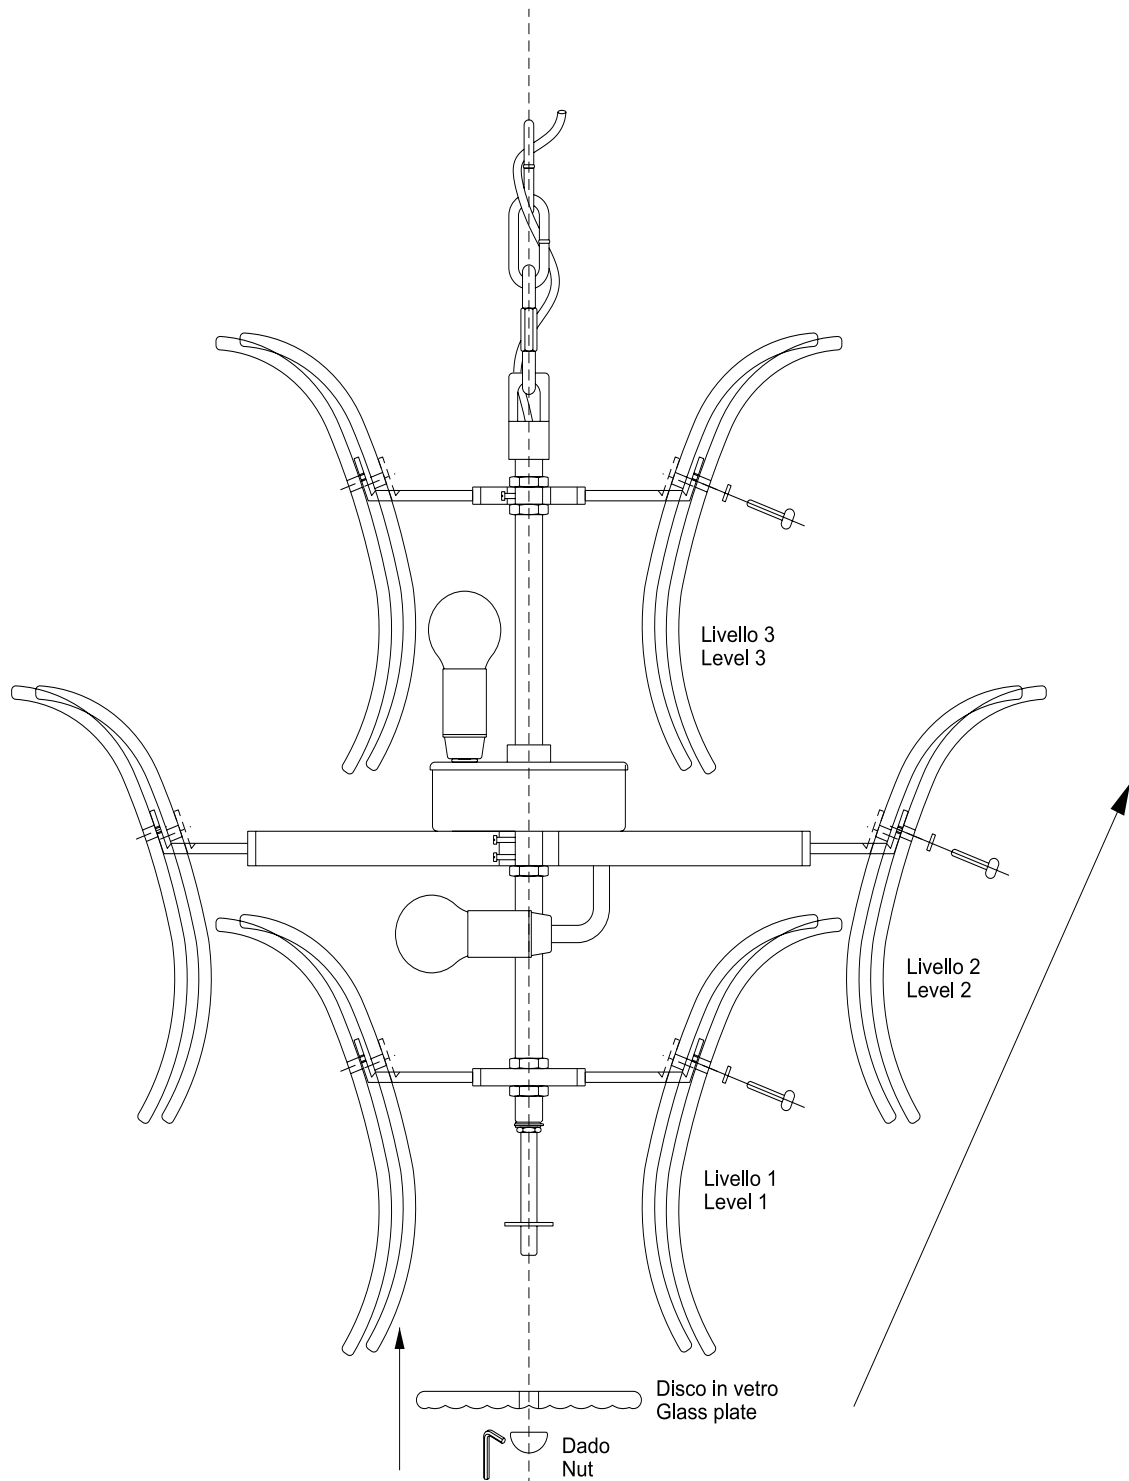 Livello 3
Level 3
Livello 2
Level 2
Livello 1
Level 1
Disco in vetro
Glass plate
Dado
Nut